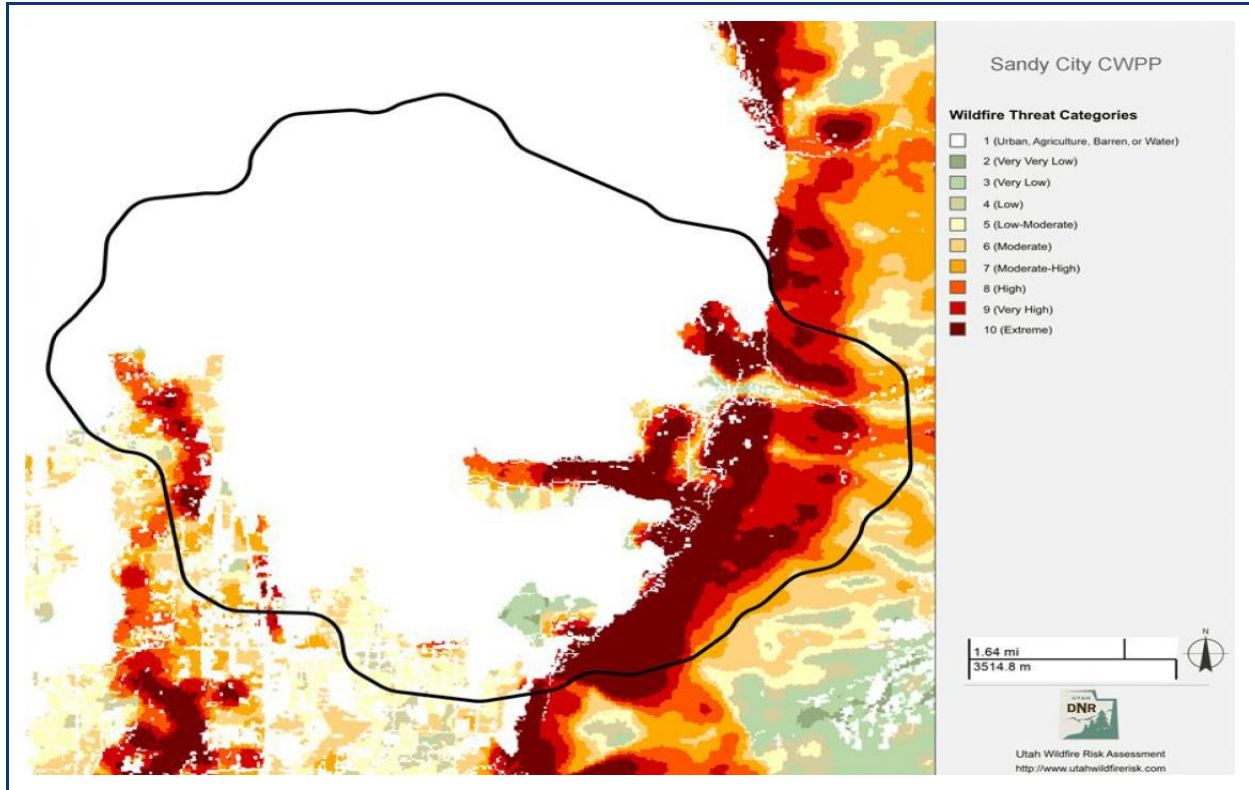 Sandy City CWPP
Wildfire Threat Categories
1 (Urban, Agriculture, Barren, or Water)
2 (Very Very Low)
3 (Very Low)
4 (Low)
5 (Low-Moderate)
6 (Moderate)
7 (Moderate-High)
8 (High)
9 (Very High)
10 (Extreme)
N
1.64 mi
3514.8 m
UTAH
DNR
Utah Wildfire Risk Assessment
http://www.utahwildfirerisk.com